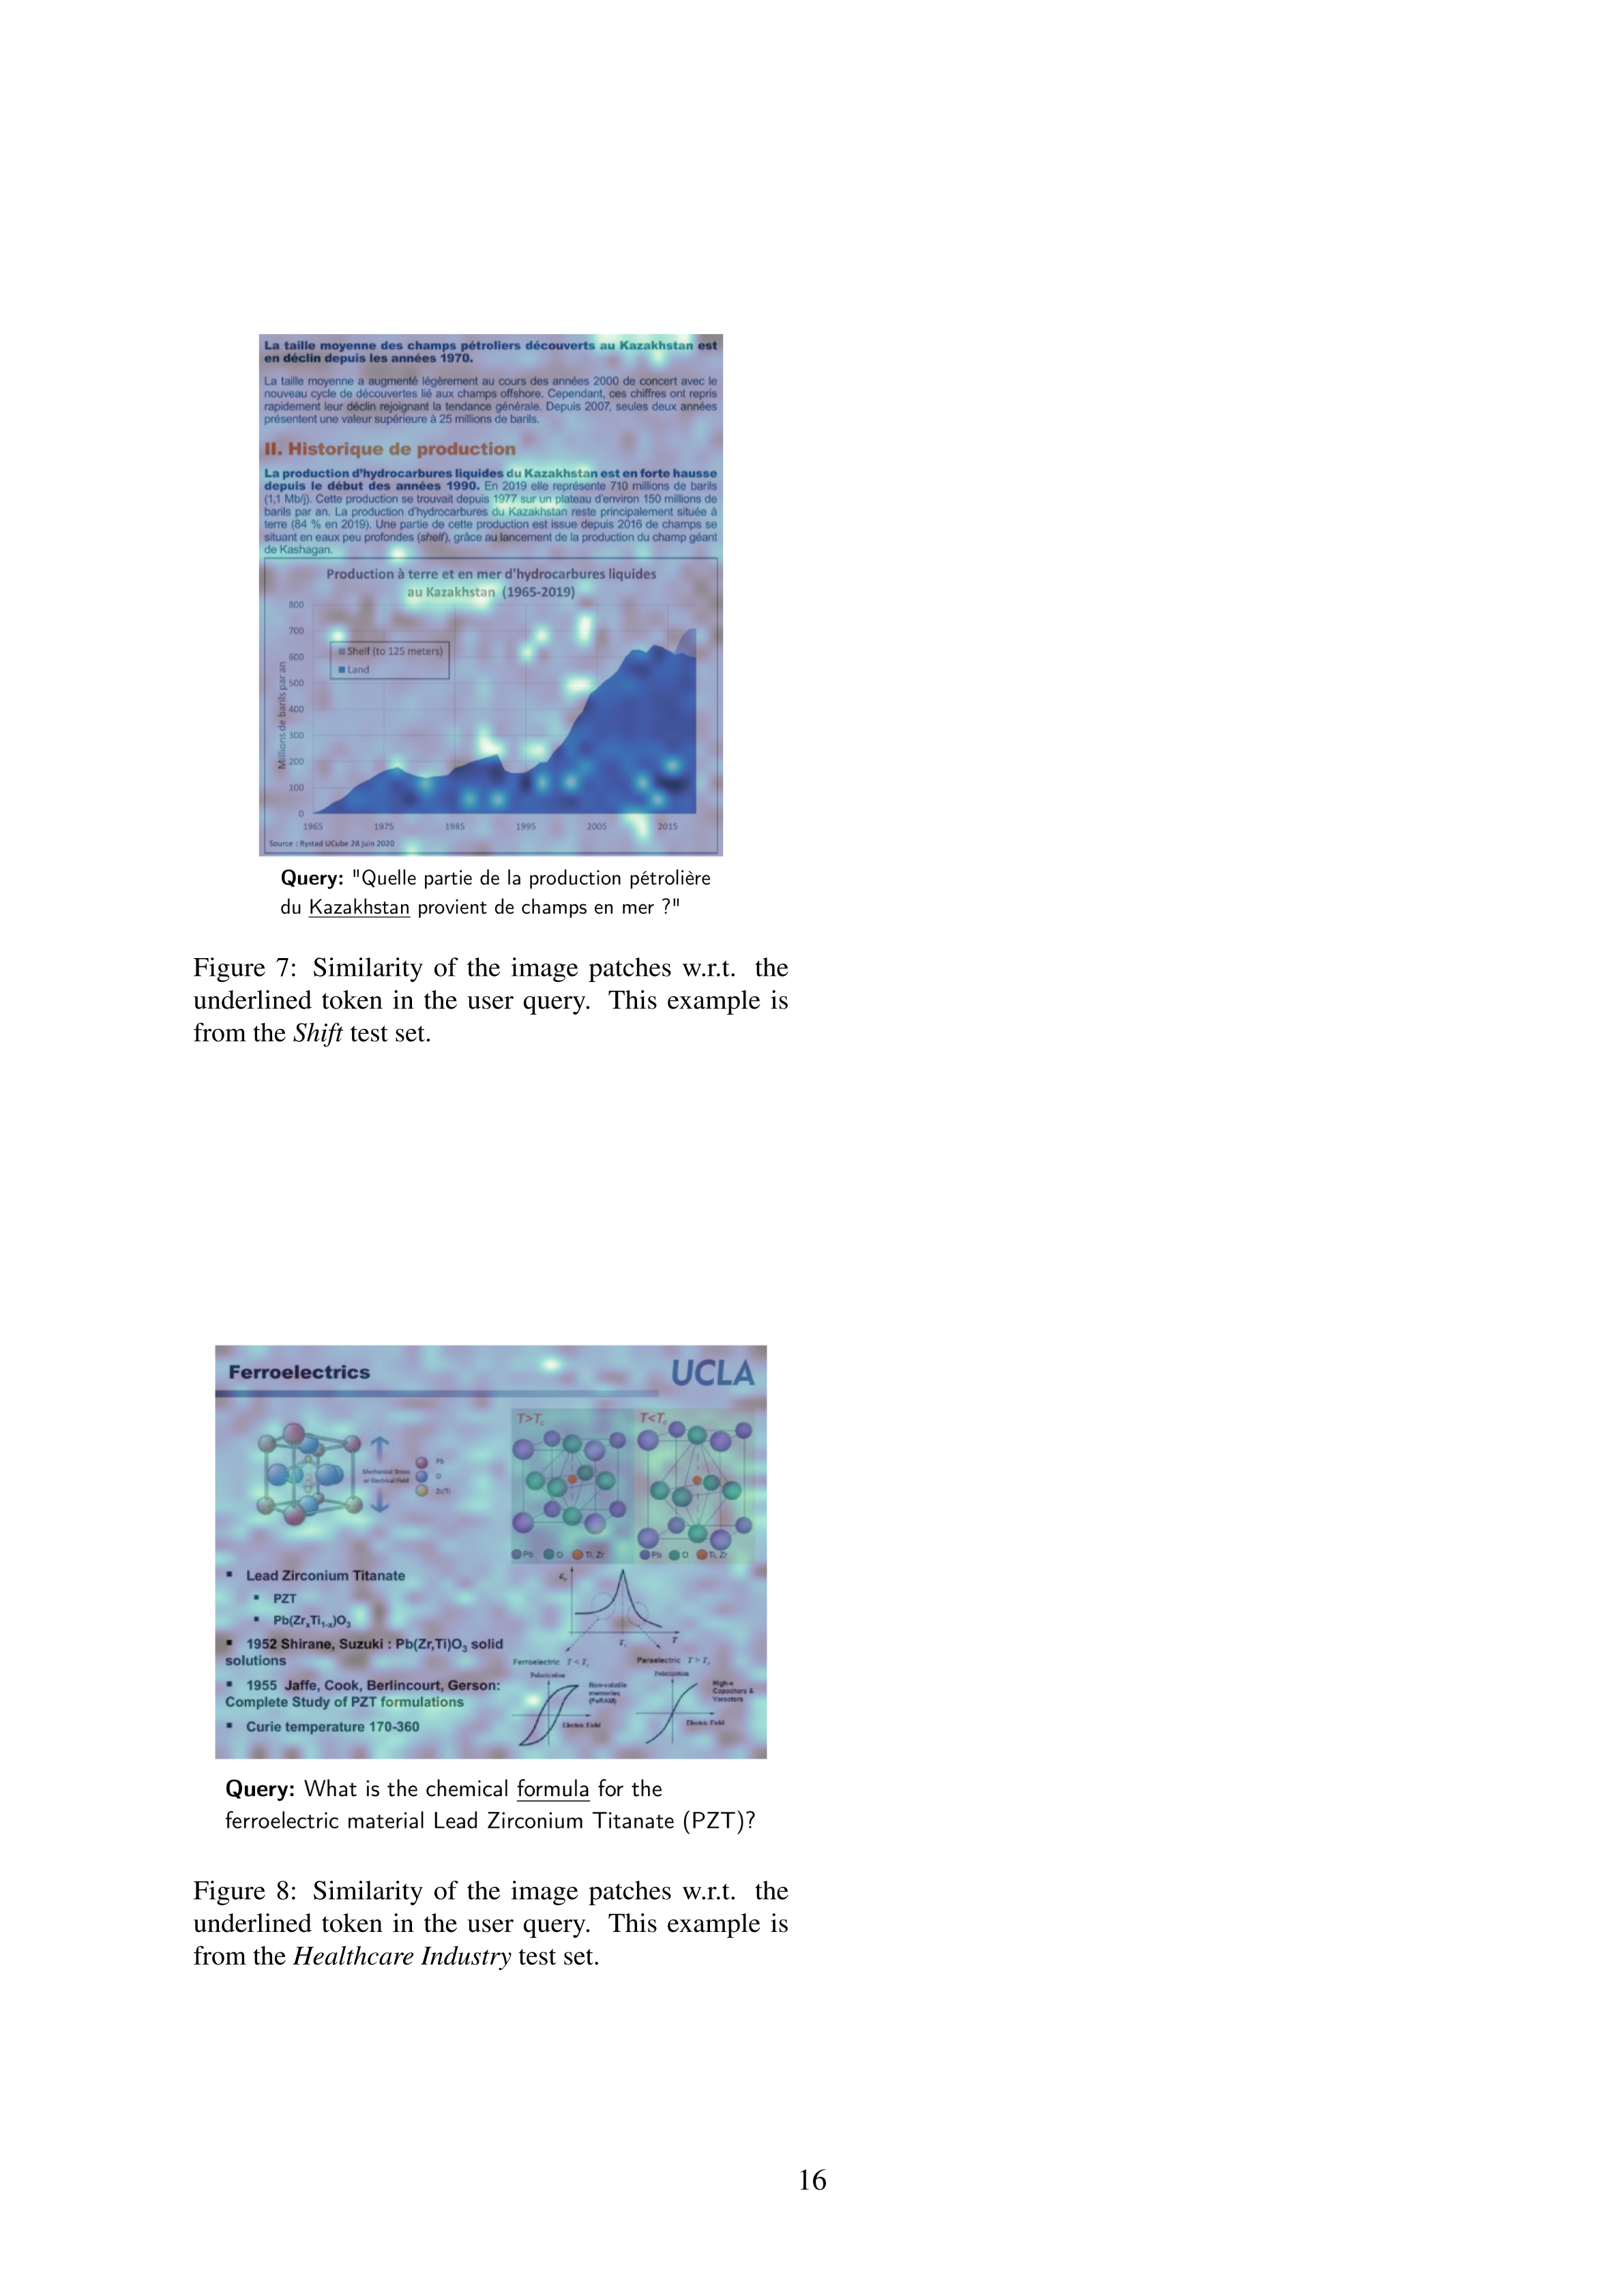 La taille moyenne des champs pétroliers découverts au Kazakhstan est
en déclin depuis les années 1970.
La taille moyenne a augmenté légèrement au cours des années 2000 de concert avec le
nouveau cycle de découvertes lié aux champs offshore. Cependant, ces chiffres ont repris
rapidement leur déclin rejoignant la tendance générale. Depuis 2007, seules deux années
présentent une valeur supérieure à 25 millions de barils.
II. Historique de production
La production d'hydrocarbures liquides du Kazakhstan est en forte hausse
depuis le début des années 1990. En 2019 elle représente 710 millions de barils
(1,1 Mb/j). Cette production se trouvait depuis 1977 sur un plateau d'environ 150 millions de
barils par an. La production d'hydrocarbures du Kazakhstan reste principalement située à
terre (84 % en 2019). Une partie de cette production est issue depuis 2016 de champs se
situant en eaux peu profondes (shelf), grâce au lancement de la production du champ géant
de Kashagan.
Production à terre et en mer d'hydrocarbures liquides
au Kazakhstan (1965-2019)
Millions de barils par an
800
700
600
500
400
300
200
100
0
Shelf (to 125 meters)
Land
1965 1975 1985 1995 2005 2015
Source : Rystad UCube 28 juin 2020
Query: "Quelle partie de la production pétrolière
du Kazakhstan provient de champs en mer ?"
Figure 7: Similarity of the image patches w.r.t. the
underlined token in the user query. This example is
from the Shift test set.
Ferroelectrics
UCLA
Mechanical Stress
or Electrical Field
Pb
O
Zr/Ti
T>Tc
T<Tc
Pb O Ti, Zr
Pb O Ti, Zr
▪ Lead Zirconium Titanate
▪ PZT
▪ Pb(ZrxTi1-x)O3
▪ 1952 Shirane, Suzuki : Pb(Zr,Ti)O3 solid
solutions
▪ 1955 Jaffe, Cook, Berlincourt, Gerson:
Complete Study of PZT formulations
▪ Curie temperature 170-360
Tc
T
Ferroelectric T < Tc
Paraelectric T > Tc
Polarization
Non-volatile
memories
(FeRAM)
Electric Field
Polarization
Capacitors &
Varactors
Electric Field
Query: What is the chemical formula for the
ferroelectric material Lead Zirconium Titanate (PZT)?
Figure 8: Similarity of the image patches w.r.t. the
underlined token in the user query. This example is
from the Healthcare Industry test set.
16